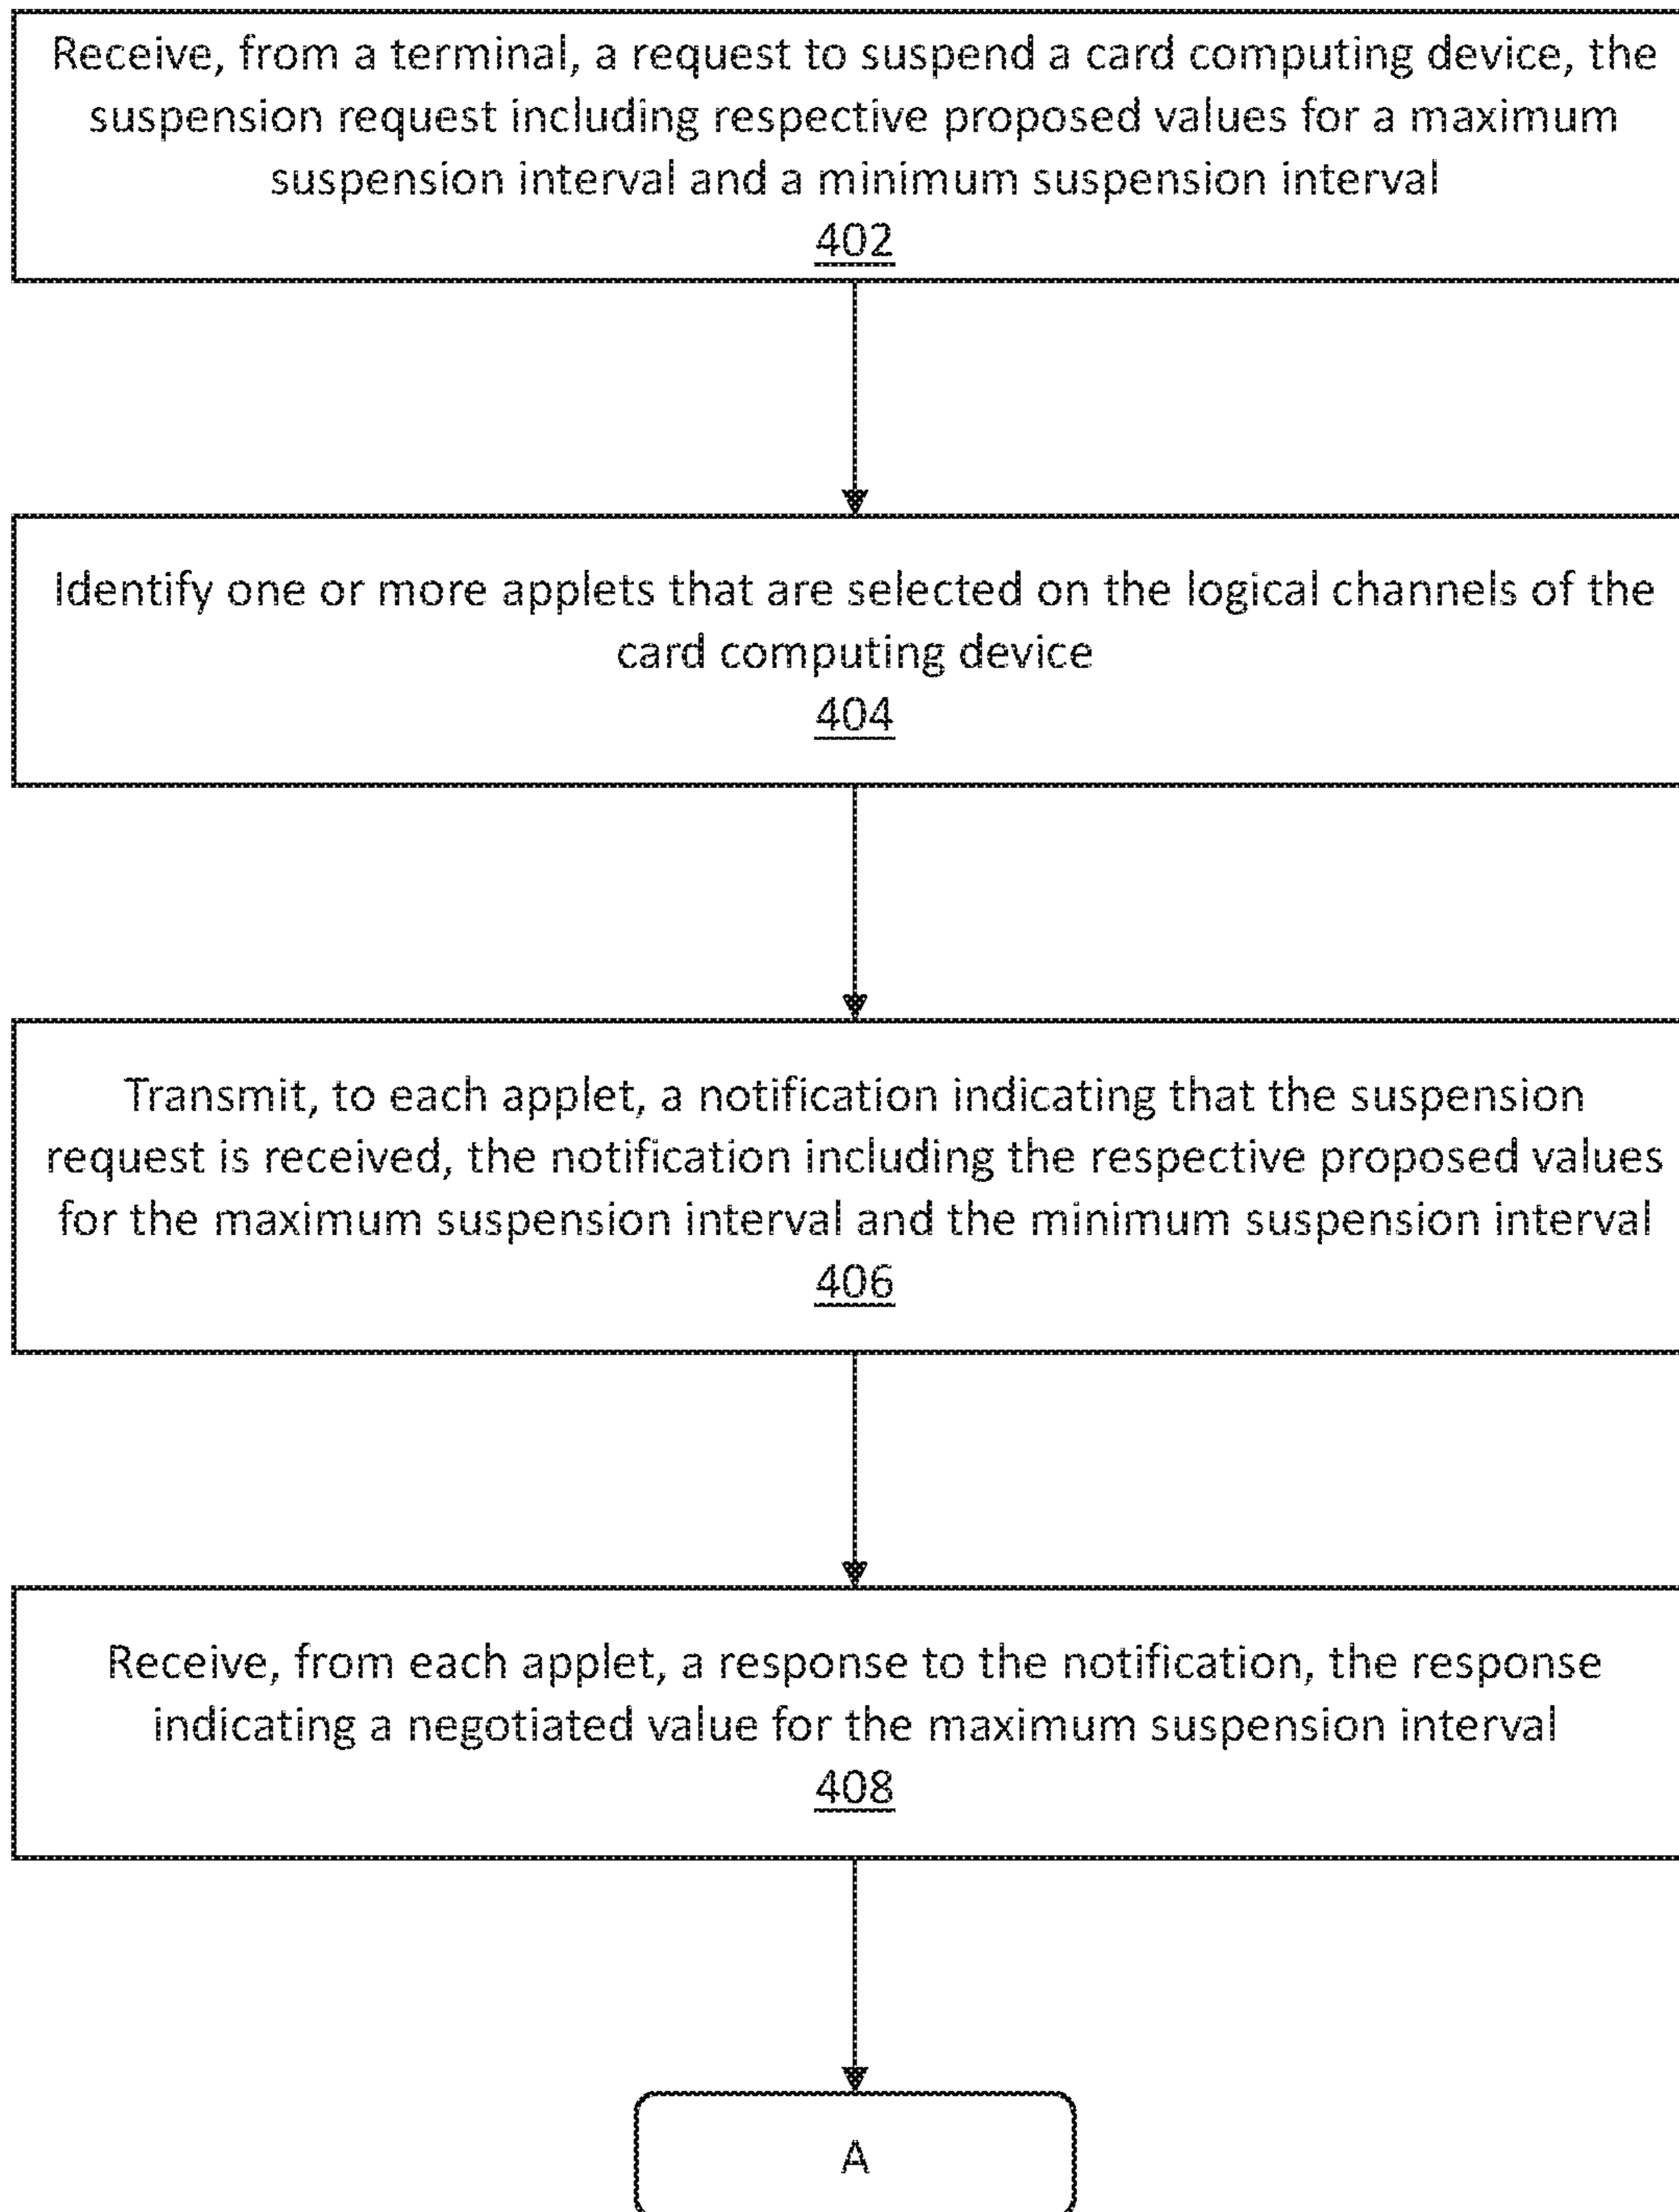 Receive, from a terminal, a request to suspend a card computing device, the
suspension request including respective proposed values for a maximum
suspension interval and a minimum suspension interval
402
Identify one or more applets that are selected on the logical channels of the
card computing device
404
Transmit, to each applet, a notification indicating that the suspension
request is received, the notification including the respective proposed values
for the maximum suspension interval and the minimum suspension interval
406
Receive, from each applet, a response to the notification, the response
indicating a negotiated value for the maximum suspension interval
408
A